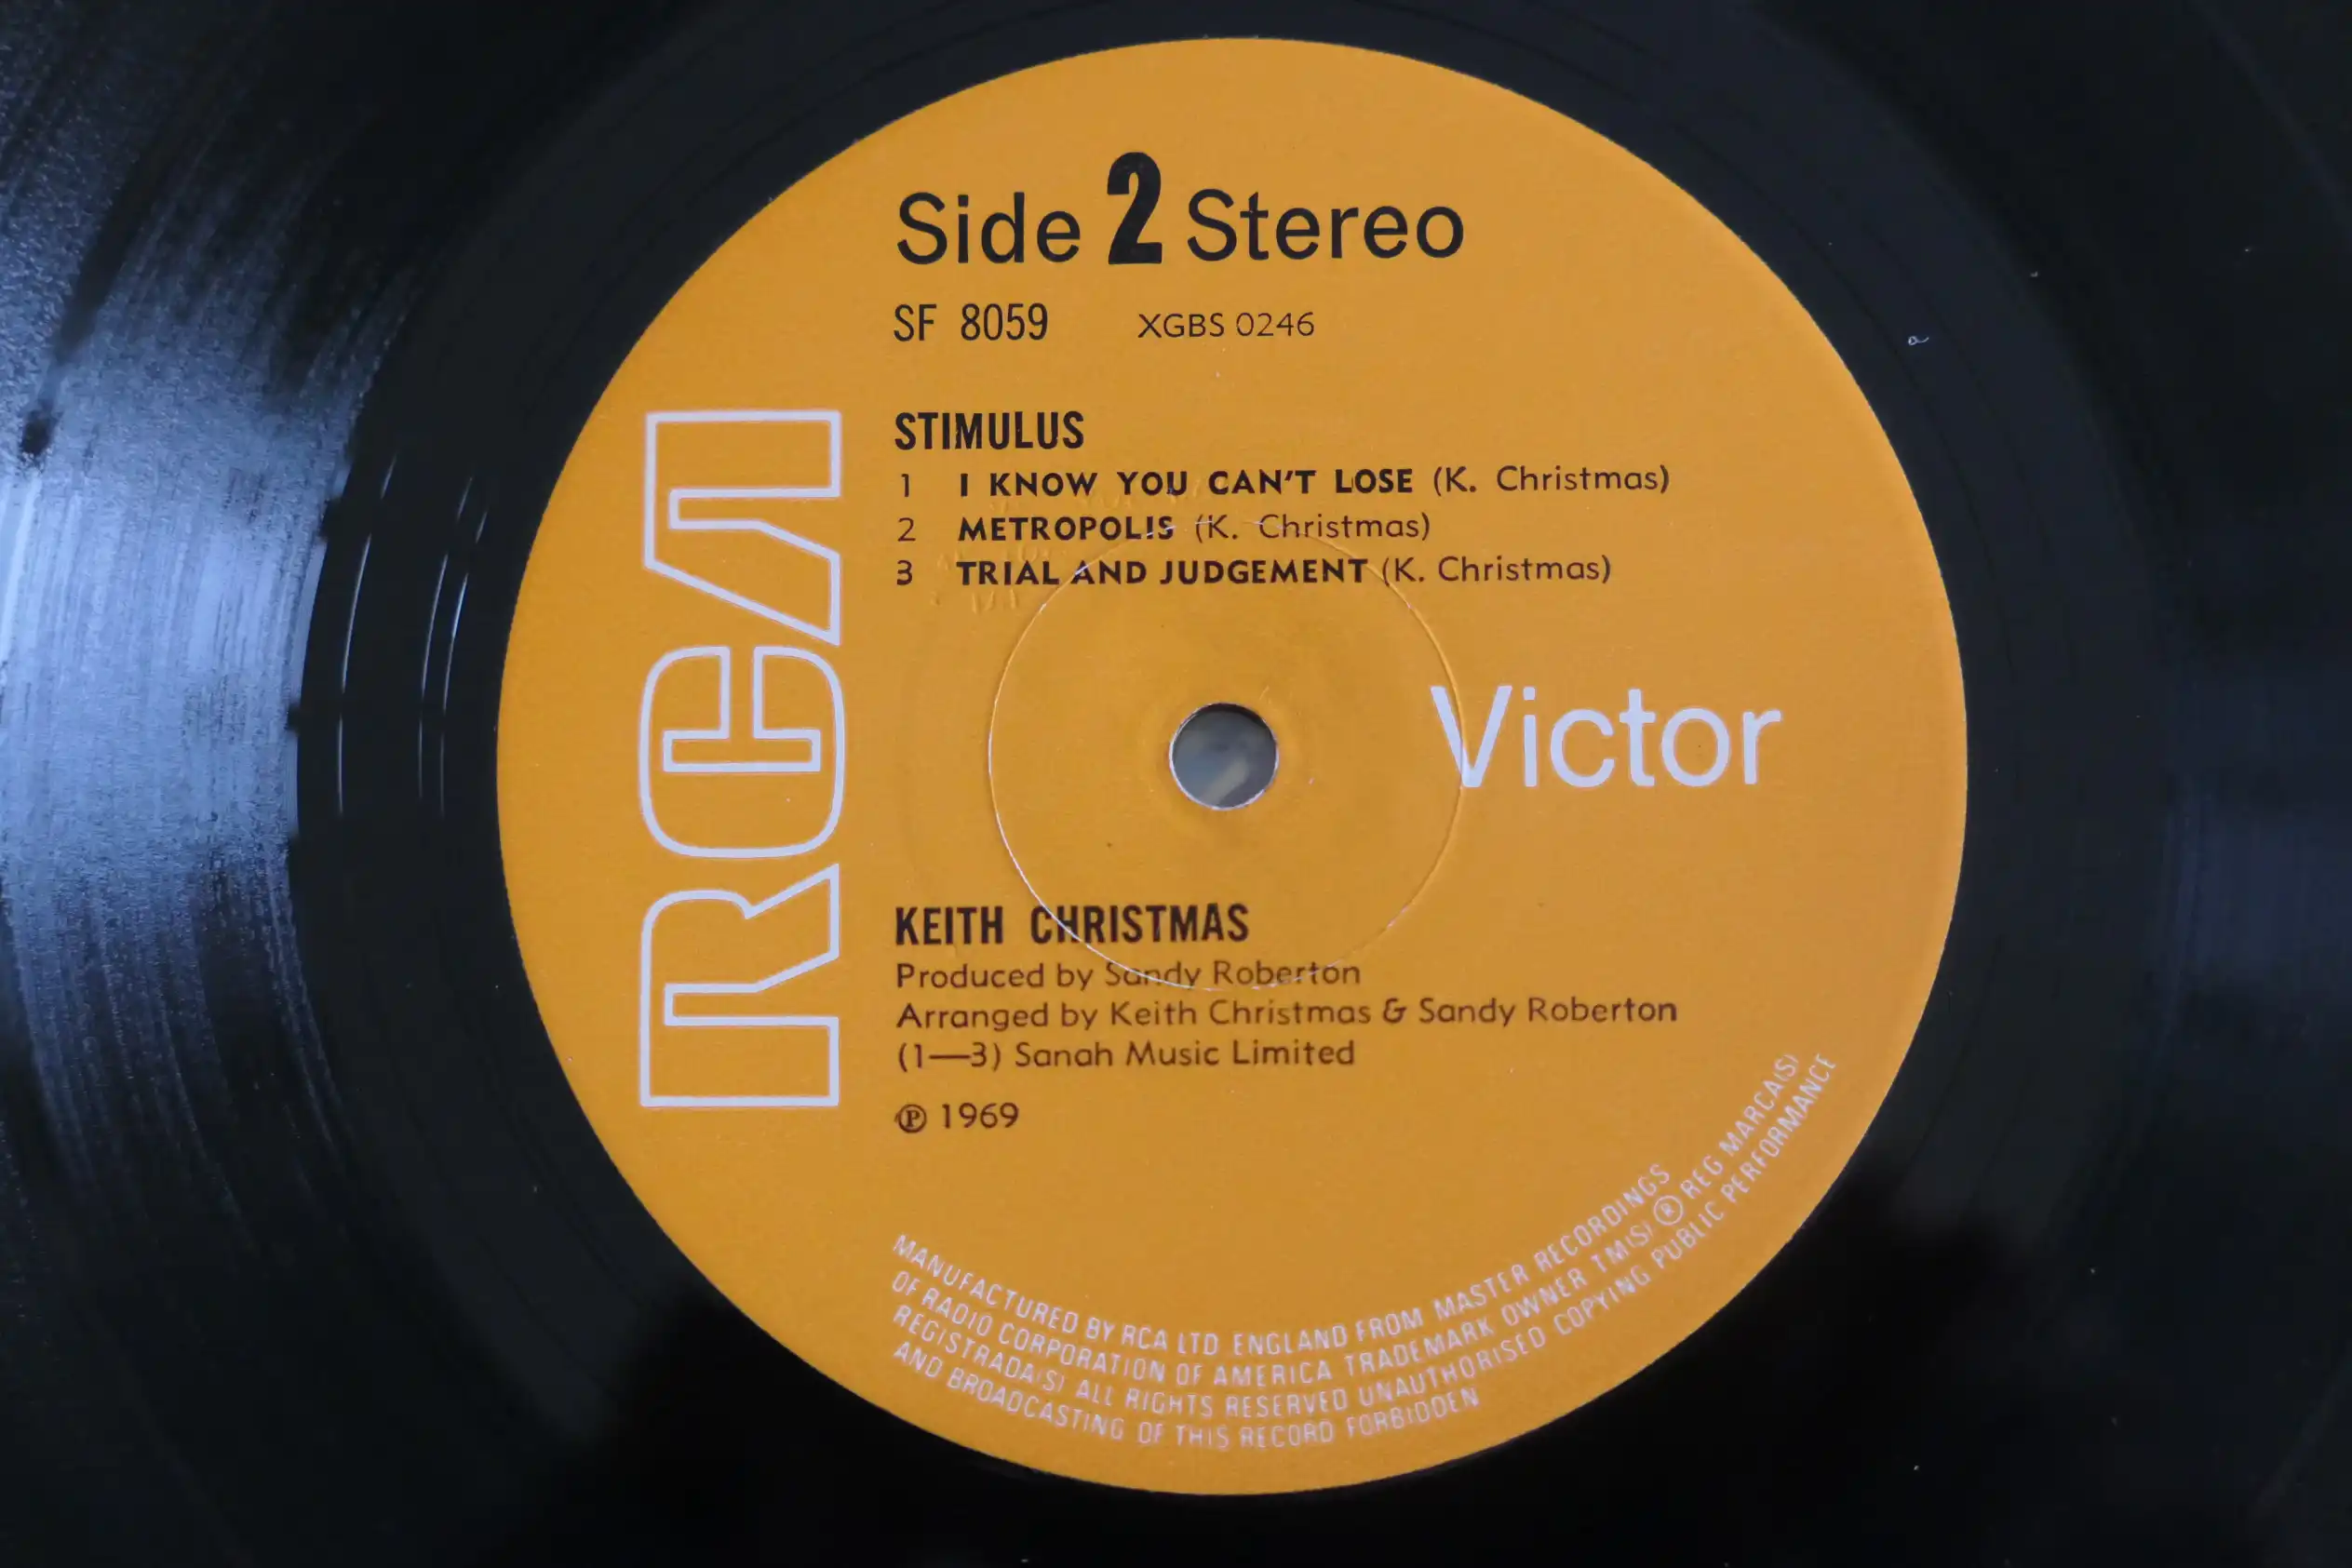 Side 2 Stereo
SF 8059 XGBS 0246
STIMULUS
1 I KNOW YOU CAN'T LOSE (K. Christmas)
2 METROPOLIS (K. Christmas)
3 TRIAL AND JUDGEMENT (K. Christmas)
RCA
Victor
KEITH CHRISTMAS
Produced by Sandy Roberton
Arranged by Keith Christmas & Sandy Roberton
(1—3) Sanah Music Limited
℗ 1969
MANUFACTURED BY RCA LTD ENGLAND FROM MASTER RECORDINGS
OF RADIO CORPORATION OF AMERICA TRADEMARK OWNER TM(S) ® REG MARCA(S)
REGISTRADA(S) ALL RIGHTS RESERVED UNAUTHORISED COPYING PUBLIC PERFORMANCE
AND BROADCASTING OF THIS RECORD FORBIDDEN